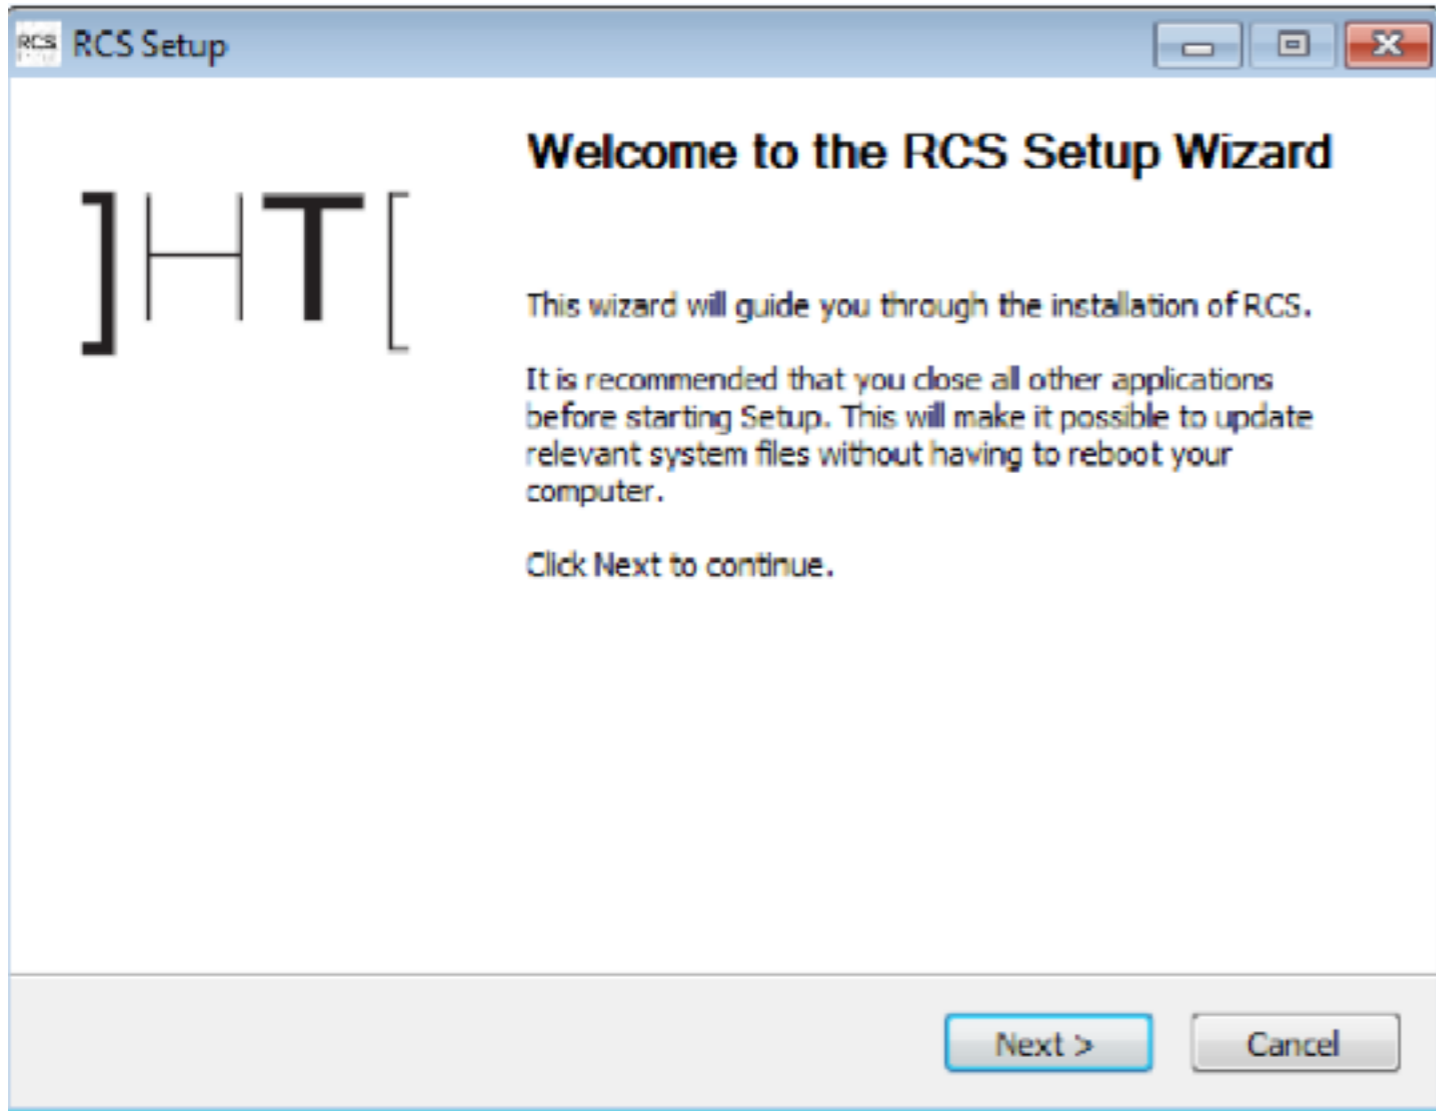 RCS RCS Setup
]HT[
Welcome to the RCS Setup Wizard
This wizard will guide you through the installation of RCS.
It is recommended that you close all other applications
before starting Setup. This will make it possible to update
relevant system files without having to reboot your
computer.
Click Next to continue.
Next >
Cancel